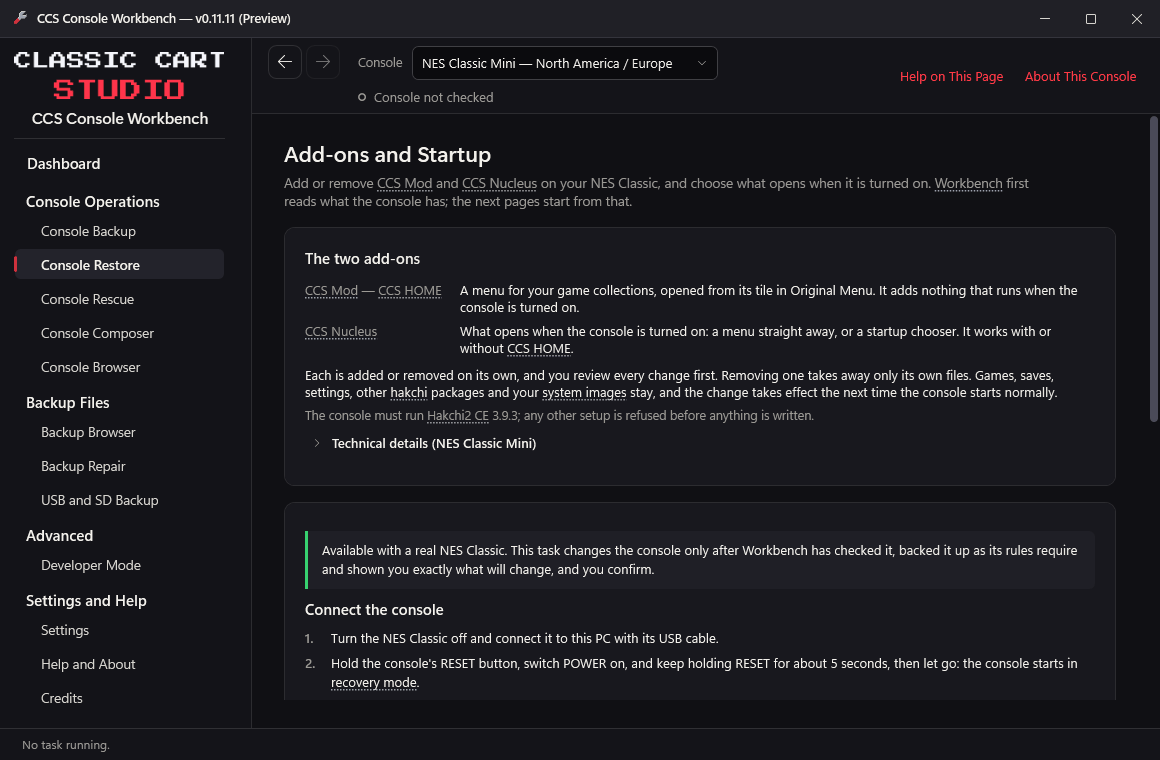 CCS Console Workbench — v0.11.11 (Preview)
CLASSIC CART
STUDIO
CCS Console Workbench
Dashboard
Console Operations
Console Backup
Console Restore
Console Rescue
Console Composer
Console Browser
Backup Files
Backup Browser
Backup Repair
USB and SD Backup
Advanced
Developer Mode
Settings and Help
Settings
Help and About
Credits
Console
NES Classic Mini — North America / Europe
Console not checked
Help on This Page
About This Console
Add-ons and Startup
Add or remove CCS Mod and CCS Nucleus on your NES Classic, and choose what opens when it is turned on. Workbench first
reads what the console has; the next pages start from that.
The two add-ons
CCS Mod — CCS HOME
A menu for your game collections, opened from its tile in Original Menu. It adds nothing that runs when the
console is turned on.
CCS Nucleus
What opens when the console is turned on: a menu straight away, or a startup chooser. It works with or
without CCS HOME.
Each is added or removed on its own, and you review every change first. Removing one takes away only its own files. Games, saves,
settings, other hakchi packages and your system images stay, and the change takes effect the next time the console starts normally.
The console must run Hakchi2 CE 3.9.3; any other setup is refused before anything is written.
Technical details (NES Classic Mini)
Available with a real NES Classic. This task changes the console only after Workbench has checked it, backed it up as its rules require
and shown you exactly what will change, and you confirm.
Connect the console
1. Turn the NES Classic off and connect it to this PC with its USB cable.
2. Hold the console's RESET button, switch POWER on, and keep holding RESET for about 5 seconds, then let go: the console starts in
recovery mode.
No task running.